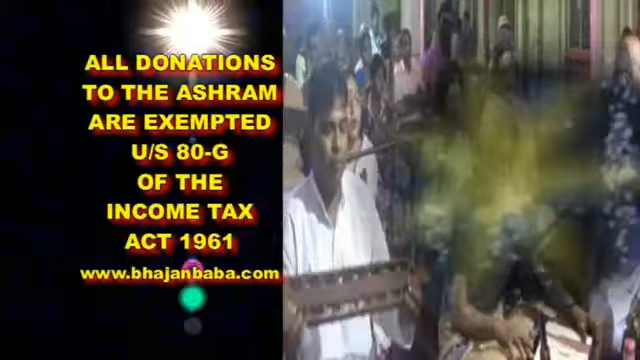 ALL DONATIONS
TO THE ASHRAM
ARE EXEMPTED
U/S 80-G
OF THE
INCOME TAX
ACT 1961
www.bhajanbaba.com